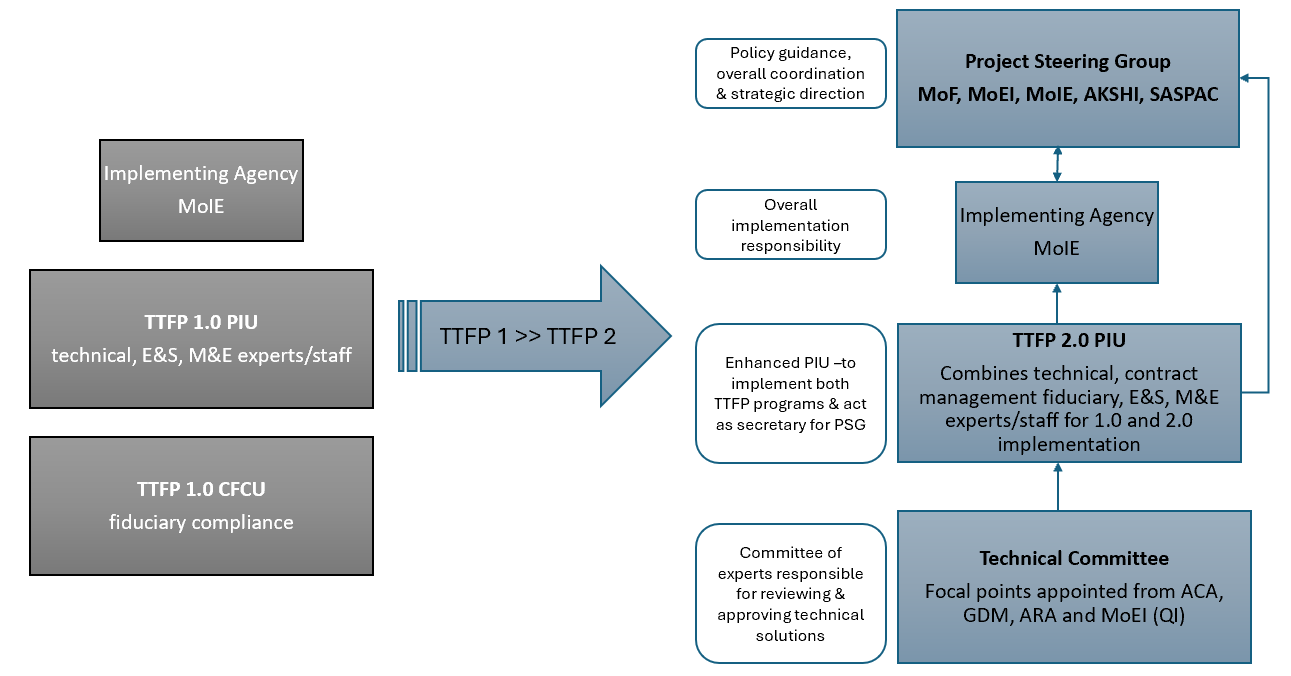 Implementing Agency
MoIE
TTFP 1.0 PIU
technical, E&S, M&E experts/staff
TTFP 1.0 CFCU
fiduciary compliance
TTFP 1 >> TTFP 2
Policy guidance,
overall coordination
& strategic direction
Project Steering Group
MoF, MoEI, MoIE, AKSHI, SASPAC
Overall
implementation
responsibility
Implementing Agency
MoIE
Enhanced PIU –to
implement both
TTFP programs & act
as secretary for PSG
TTFP 2.0 PIU
Combines technical, contract
management fiduciary, E&S, M&E
experts/staff for 1.0 and 2.0
implementation
Committee of
experts responsible
for reviewing &
approving technical
solutions
Technical Committee
Focal points appointed from ACA,
GDM, ARA and MoEI (QI)